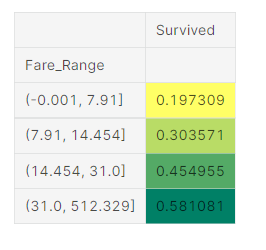 Survived
Fare_Range
(-0.001, 7.91] 0.197309
(7.91, 14.454] 0.303571
(14.454, 31.0] 0.454955
(31.0, 512.329] 0.581081